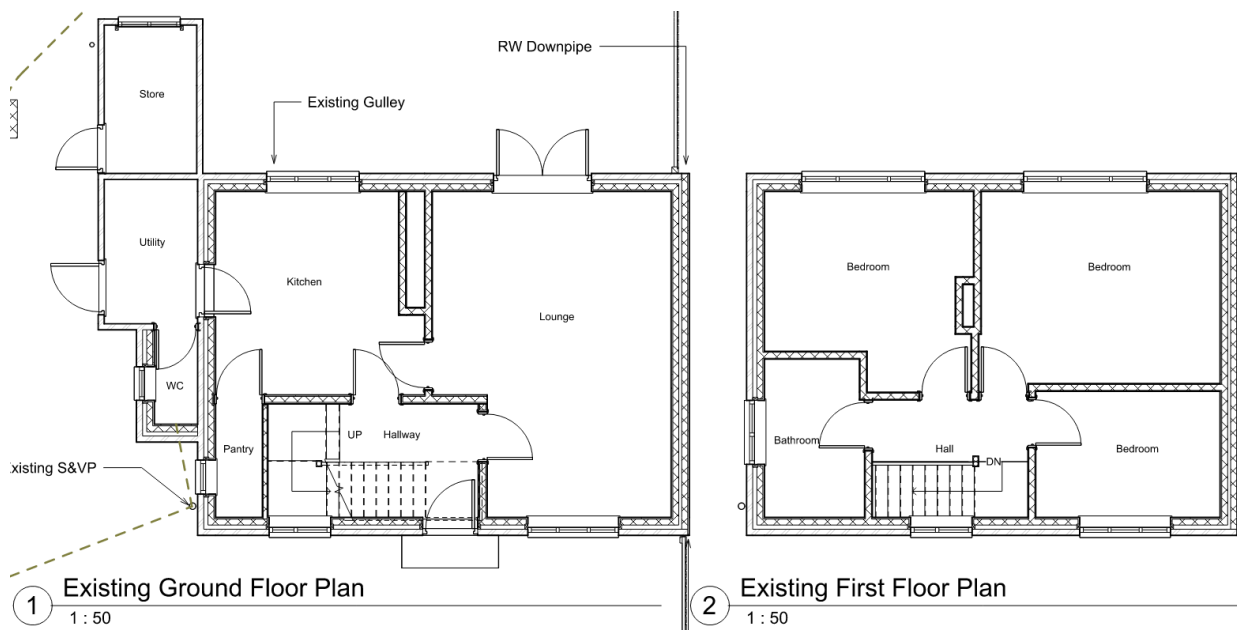 RW Downpipe
Store
Existing Gulley
Utility
Kitchen
Lounge
Bedroom
Bedroom
WC
UP
Hallway
Pantry
Bathroom
Hall
DN
Bedroom
xisting S&VP
1
Existing Ground Floor Plan
1 : 50
2
Existing First Floor Plan
1 : 50